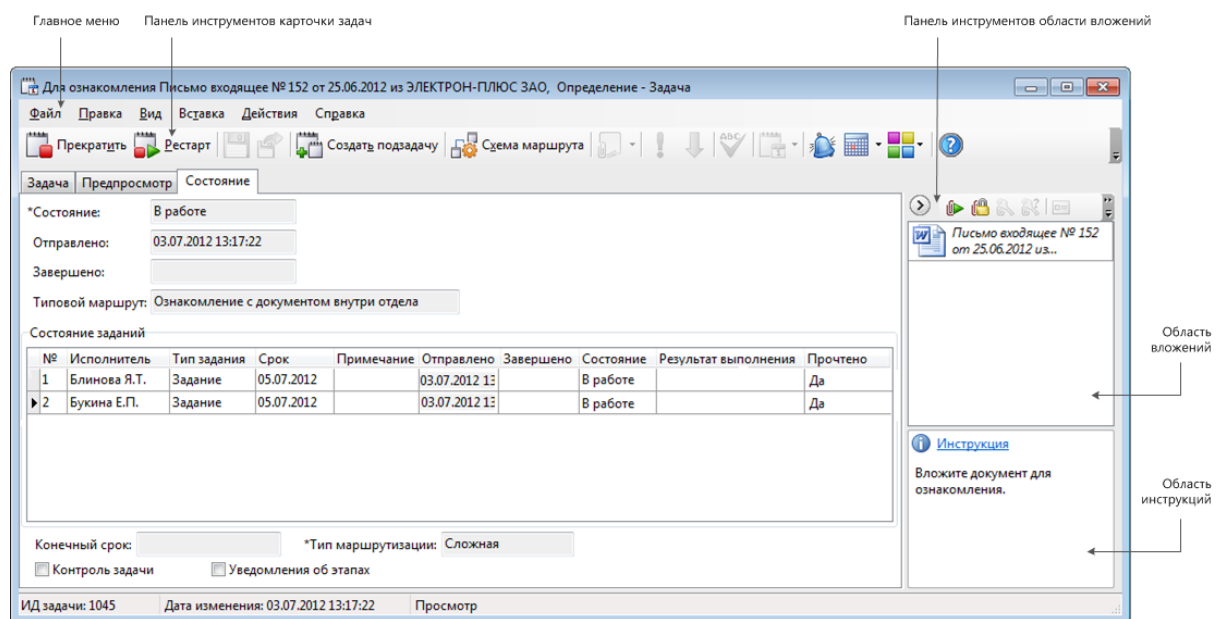 Главное меню
Панель инструментов карточки задач
Панель инструментов области вложений
Для ознакомления Письмо входящее № 152 от 25.06.2012 из ЭЛЕКТРОН-ПЛЮС ЗАО, Определение - Задача
Файл Правка Вид Вставка Действия Справка
Прекратить Рестарт Создать подзадачу Схема маршрута
Задача Предпросмотр Состояние
*Состояние: В работе
Отправлено: 03.07.2012 13:17:22
Завершено:
Типовой маршрут: Ознакомление с документом внутри отдела
Состояние заданий
№ Исполнитель Тип задания Срок Примечание Отправлено Завершено Состояние Результат выполнения Прочтено
1 Блинова Я.Т. Задание 05.07.2012 03.07.2012 13 В работе Да
2 Букина Е.П. Задание 05.07.2012 03.07.2012 13 В работе Да
Конечный срок: *Тип маршрутизации: Сложная
Контроль задачи Уведомления об этапах
ИД задачи: 1045 Дата изменения: 03.07.2012 13:17:22 Просмотр
Письмо входящее № 152
от 25.06.2012 из...
Инструкция
Вложите документ для
ознакомления.
Область
вложений
Область
инструкций